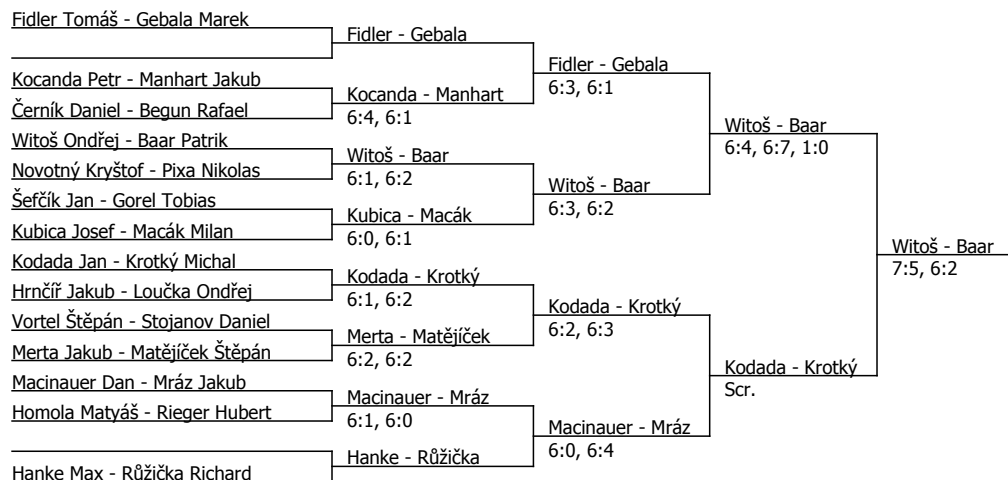 Fidler Tomáš - Gebala Marek
Kocanda Petr - Manhart Jakub
Černík Daniel - Begun Rafael
Witoš Ondřej - Baar Patrik
Novotný Kryštof - Pixa Nikolas
Šefčík Jan - Gorel Tobias
Kubica Josef - Macák Milan
Kodada Jan - Krotký Michal
Hrnčíř Jakub - Loučka Ondřej
Vortel Štěpán - Stojanov Daniel
Merta Jakub - Matějíček Štěpán
Macinauer Dan - Mráz Jakub
Homola Matyáš - Rieger Hubert
Hanke Max - Růžička Richard
Fidler - Gebala
Kocanda - Manhart
6:4, 6:1
Witoš - Baar
6:1, 6:2
Kubica - Macák
6:0, 6:1
Kodada - Krotký
6:1, 6:2
Merta - Matějíček
6:2, 6:2
Macinauer - Mráz
6:1, 6:0
Hanke - Růžička
Fidler - Gebala
6:3, 6:1
Witoš - Baar
6:3, 6:2
Kodada - Krotký
6:2, 6:3
Macinauer - Mráz
6:0, 6:4
Witoš - Baar
6:4, 6:7, 1:0
Kodada - Krotký
Scr.
Witoš - Baar
7:5, 6:2